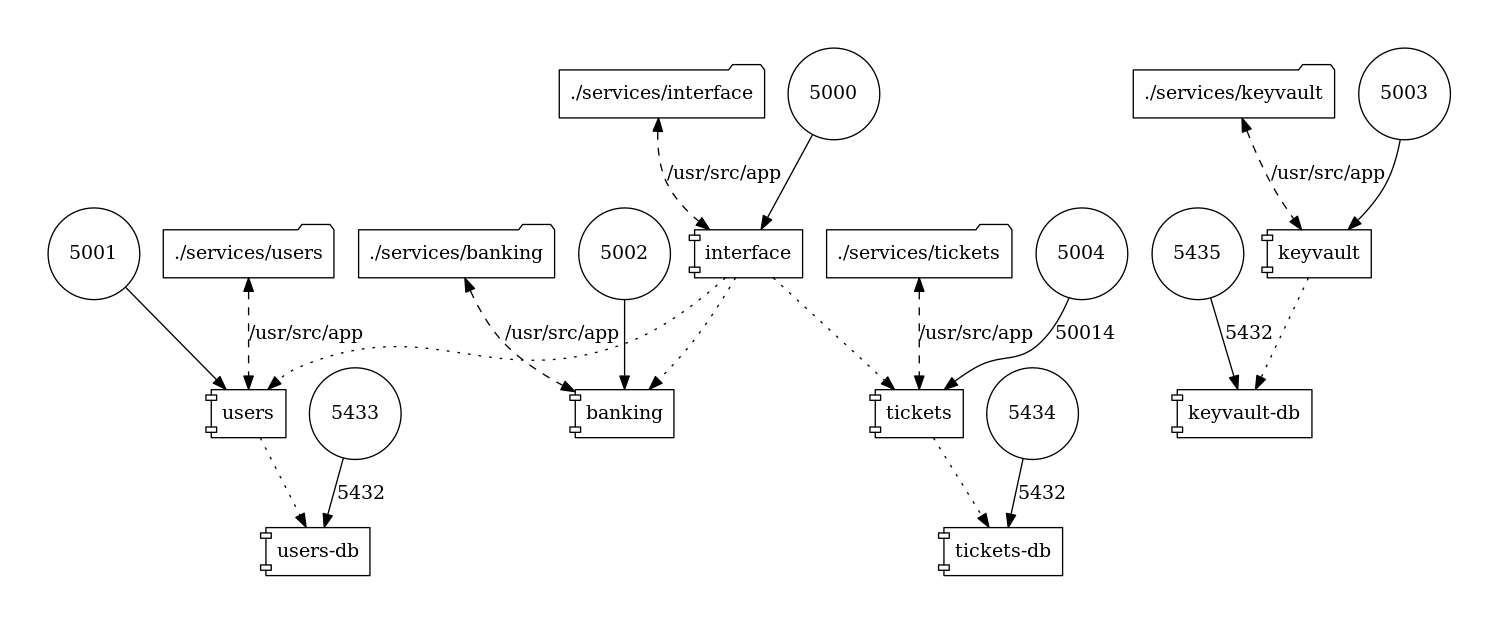 ./services/interface
5000
./services/keyvault
5003
/usr/src/app
/usr/src/app
5001
./services/users
./services/banking
5002
interface
./services/tickets
5004
5435
keyvault
/usr/src/app
/usr/src/app
/usr/src/app
50014
5432
users
5433
banking
tickets
5434
keyvault-db
5432
5432
users-db
tickets-db